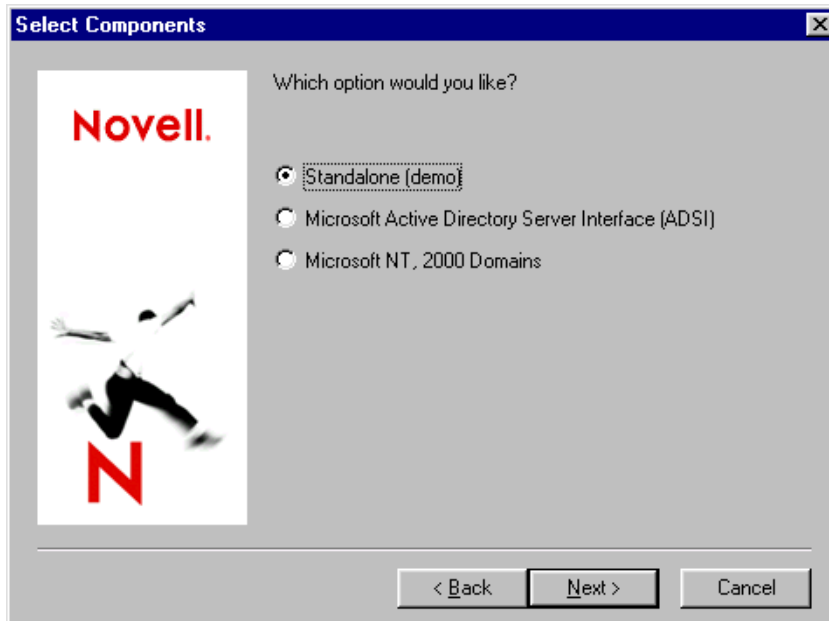 Select Components
Novell.
Which option would you like?
Standalone (demo)
Microsoft Active Directory Server Interface (ADSI)
Microsoft NT, 2000 Domains
N
< Back
Next >
Cancel